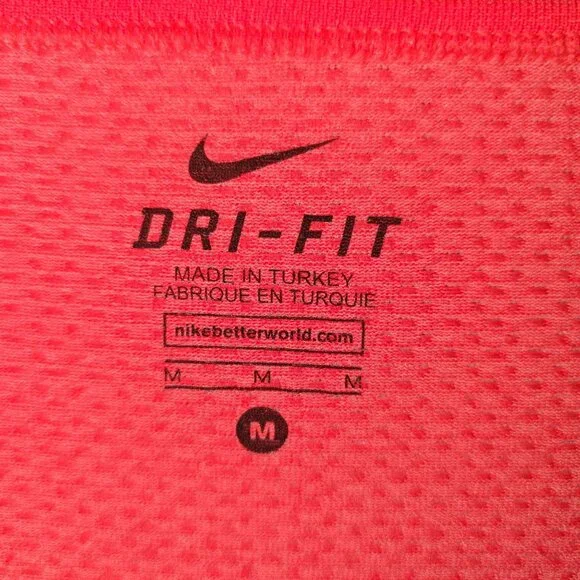 DRI-FIT
MADE IN TURKEY
FABRIQUE EN TURQUIE
nikebetterworld.com
M M M
M